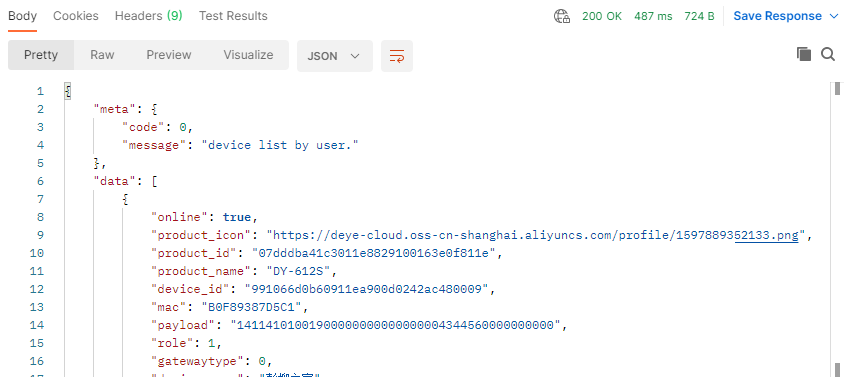 Body Cookies Headers (9) Test Results 200 OK 487 ms 724 B Save Response
Pretty Raw Preview Visualize JSON
1 {
2 "meta": {
3 "code": 0,
4 "message": "device list by user."
5 },
6 "data": [
7 {
8 "online": true,
9 "product_icon": "https://deye-cloud.oss-cn-shanghai.aliyuncs.com/profile/1597889352133.png",
10 "product_id": "07dddba41c3011e8829100163e0f811e",
11 "product_name": "DY-612S",
12 "device_id": "991066d0b60911ea900d0242ac480009",
13 "mac": "B0F89387D5C1",
14 "payload": "1411410100190000000000000004344560000000000",
15 "role": 1,
16 "gatewaytype": 0,